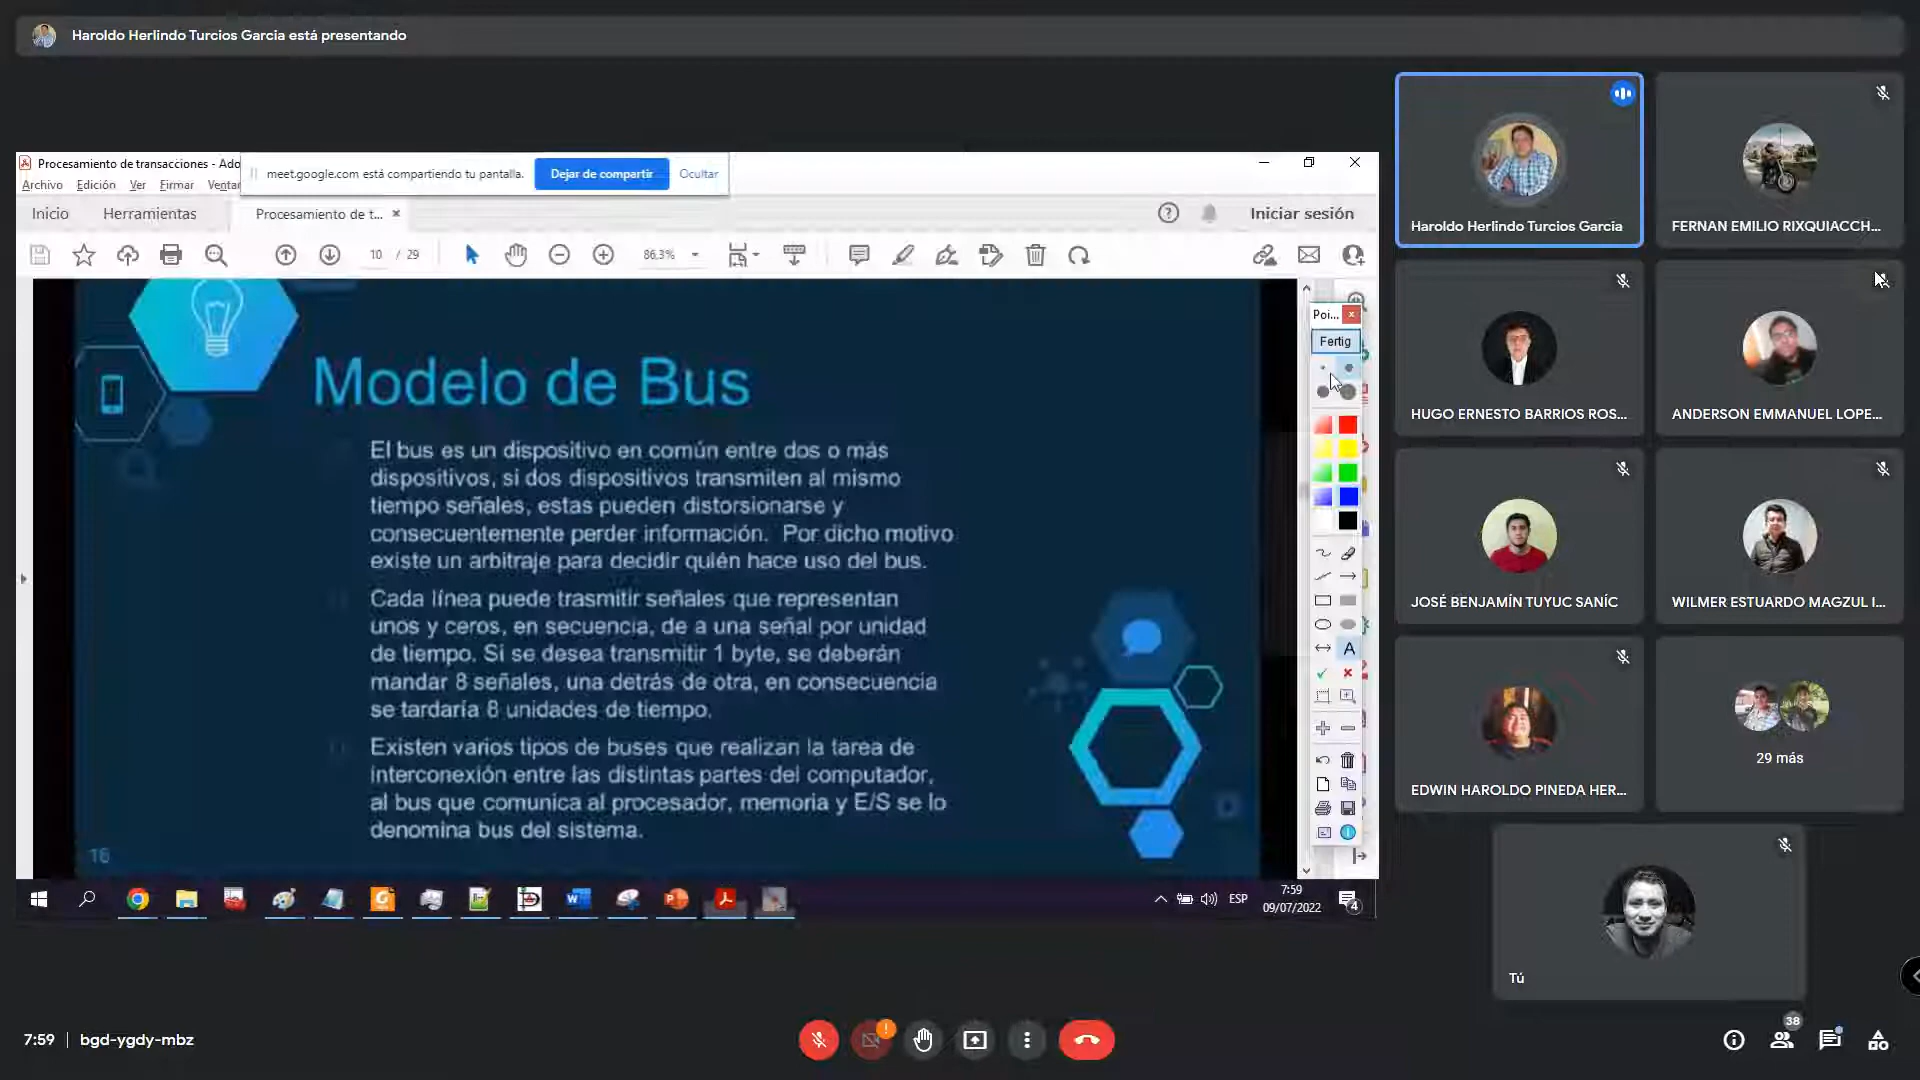 Haroldo Herlindo Turcios Garcia está presentando
Procesamiento de transacciones - Ado
meet.google.com está compartiendo tu pantalla.
Dejar de compartir
Ocultar
Archivo Edición Ver Firmar Ventan
Inicio
Herramientas
Procesamiento de t...
Iniciar sesión
10 / 29
86,3%
Poi...
Fertig
A
Modelo de Bus
El bus es un dispositivo en común entre dos o más
dispositivos, si dos dispositivos transmiten al mismo
tiempo señales, estas pueden distorsionarse y
consecuentemente perder información. Por dicho motivo
existe un arbitraje para decidir quién hace uso del bus.
Cada línea puede trasmitir señales que representan
unos y ceros, en secuencia, de a una señal por unidad
de tiempo. Si se desea transmitir 1 byte, se deberán
mandar 8 señales, una detrás de otra, en consecuencia
se tardaría 8 unidades de tiempo.
Existen varios tipos de buses que realizan la tarea de
interconexión entre las distintas partes del computador,
al bus que comunica al procesador, memoria y E/S se lo
denomina bus del sistema.
16
ESP
7:59
09/07/2022
4
Haroldo Herlindo Turcios Garcia
FERNAN EMILIO RIXQUIACCH...
HUGO ERNESTO BARRIOS ROS...
ANDERSON EMMANUEL LOPE...
JOSÉ BENJAMÍN TUYUC SANÍC
WILMER ESTUARDO MAGZUL I...
EDWIN HAROLDO PINEDA HER...
29 más
Tú
7:59 | bgd-ygdy-mbz
38